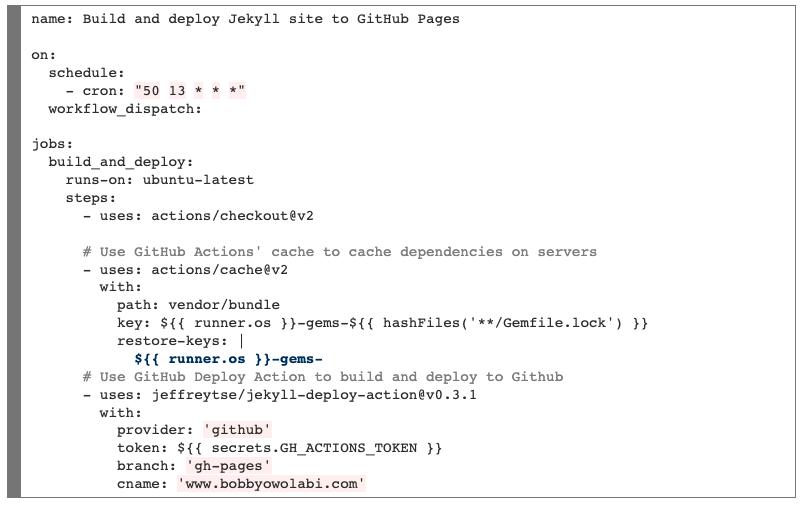 name: Build and deploy Jekyll site to GitHub Pages
on:
schedule:
- cron: "50 13 * * *"
workflow_dispatch:
jobs:
build_and_deploy:
runs-on: ubuntu-latest
steps:
- uses: actions/checkout@v2
# Use GitHub Actions' cache to cache dependencies on servers
- uses: actions/cache@v2
with:
path: vendor/bundle
key: ${{ runner.os }}-gems-${{ hashFiles('**/Gemfile.lock') }}
restore-keys: |
${{ runner.os }}-gems-
# Use GitHub Deploy Action to build and deploy to Github
- uses: jeffreytse/jekyll-deploy-action@v0.3.1
with:
provider: 'github'
token: ${{ secrets.GH_ACTIONS_TOKEN }}
branch: 'gh-pages'
cname: 'www.bobbyowolabi.com'